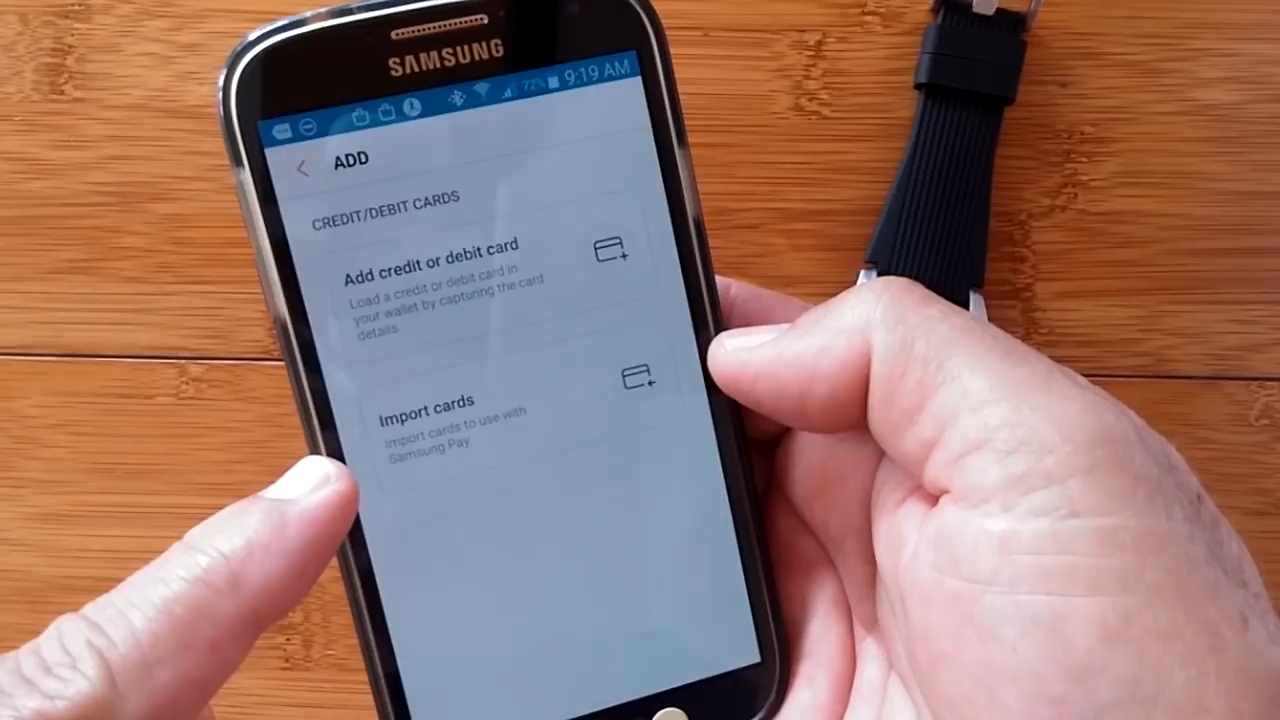 SAMSUNG
72% 9:19 AM
ADD
CREDIT/DEBIT CARDS
Add credit or debit card
Load a credit or debit card in
your wallet by capturing the card
details.
Import cards
Import cards to use with
Samsung Pay.